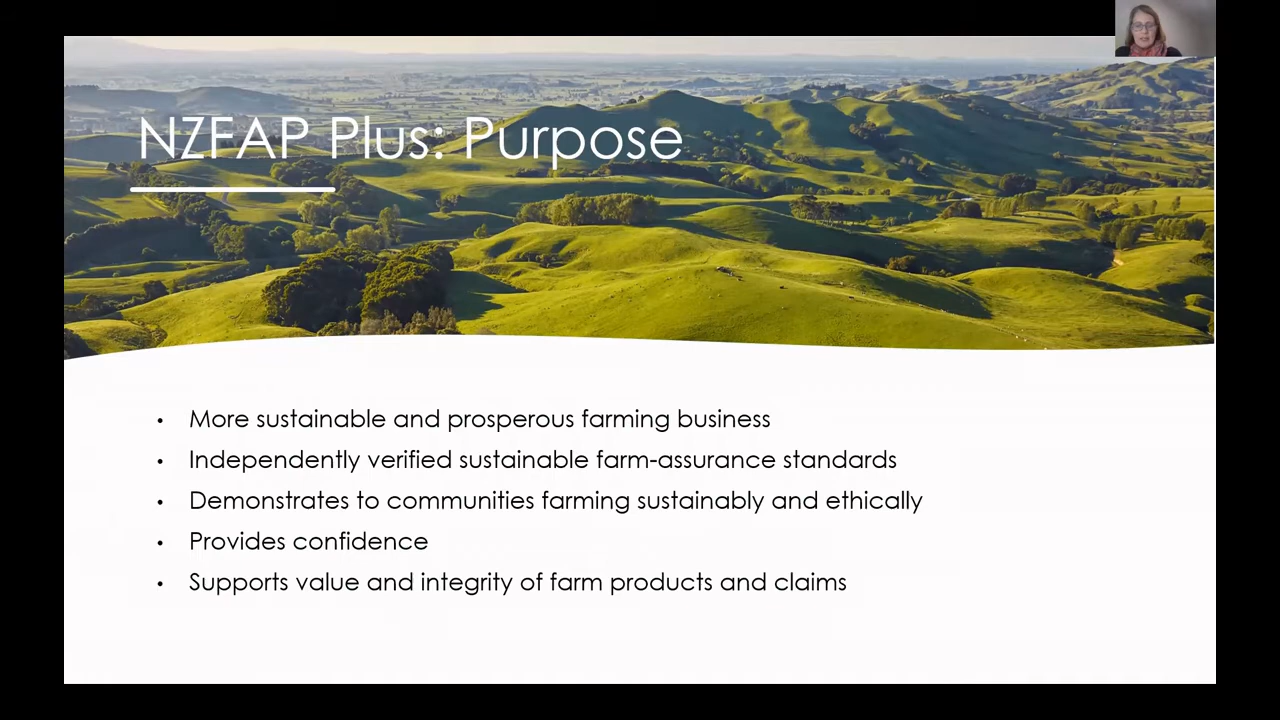 NZFAP Plus: Purpose
• More sustainable and prosperous farming business
• Independently verified sustainable farm-assurance standards
• Demonstrates to communities farming sustainably and ethically
• Provides confidence
• Supports value and integrity of farm products and claims